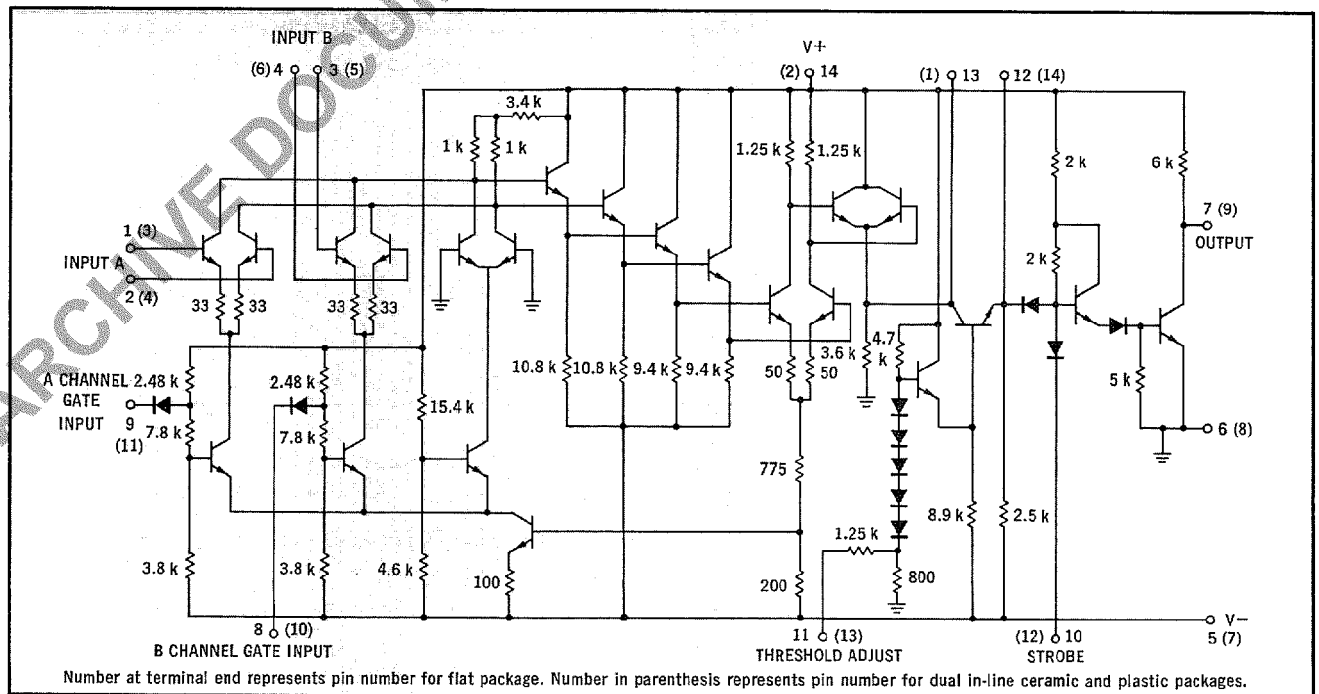 ARCHIVE DOCU
INPUT B
(6) 4
3 (5)
V+
(2) 14
(1) 13
12 (14)
3.4 k
1 k
1 k
1.25 k
1.25 k
2 k
6 k
7 (9)
OUTPUT
1 (3)
INPUT A
2 (4)
2 k
33
33
33
33
10.8 k
10.8 k
9.4 k
9.4 k
50
50
3.6 k
4.7 k
5 k
6 (8)
A CHANNEL
GATE
INPUT
9
(11)
2.48 k
7.8 k
2.48 k
7.8 k
15.4 k
775
8.9 k
2.5 k
1.25 k
3.8 k
3.8 k
4.6 k
100
200
800
V-
5 (7)
8 (10)
B CHANNEL GATE INPUT
11 (13)
THRESHOLD ADJUST
(12) 10
STROBE
Number at terminal end represents pin number for flat package. Number in parenthesis represents pin number for dual in-line ceramic and plastic packages.